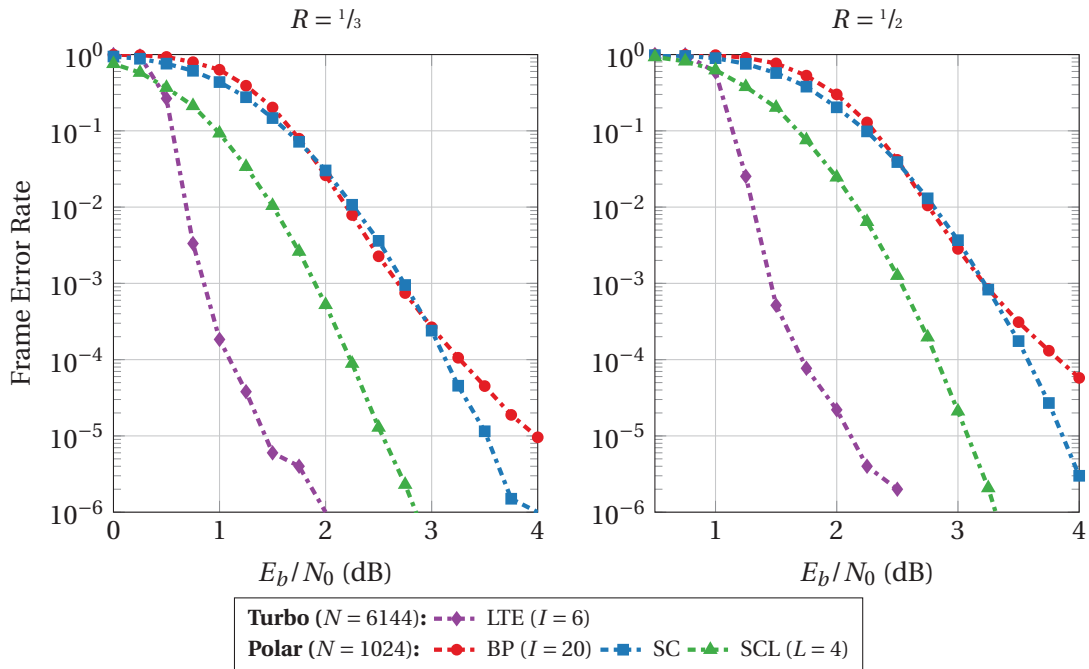 R = 1/3
R = 1/2
Frame Error Rate
10^0
10^-1
10^-2
10^-3
10^-4
10^-5
10^-6
0 1 2 3 4
E_b/N_0 (dB)
10^0
10^-1
10^-2
10^-3
10^-4
10^-5
10^-6
1 2 3 4
E_b/N_0 (dB)
Turbo (N = 6144): LTE (I = 6)
Polar (N = 1024): BP (I = 20) SC SCL (L = 4)